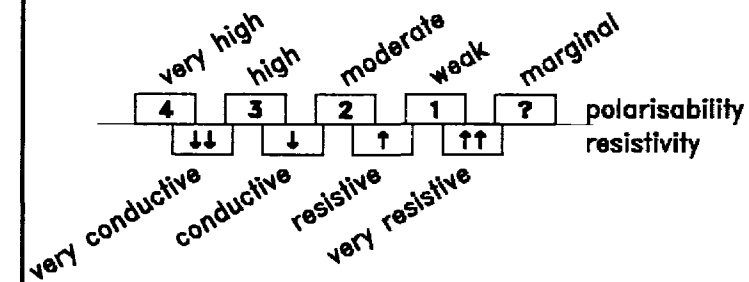 very high
high
moderate
weak
marginal
4 3 2 1 ? polarisability
↓↓ ↓ ↑ ↑↑ resistivity
very conductive
conductive
resistive
very resistive